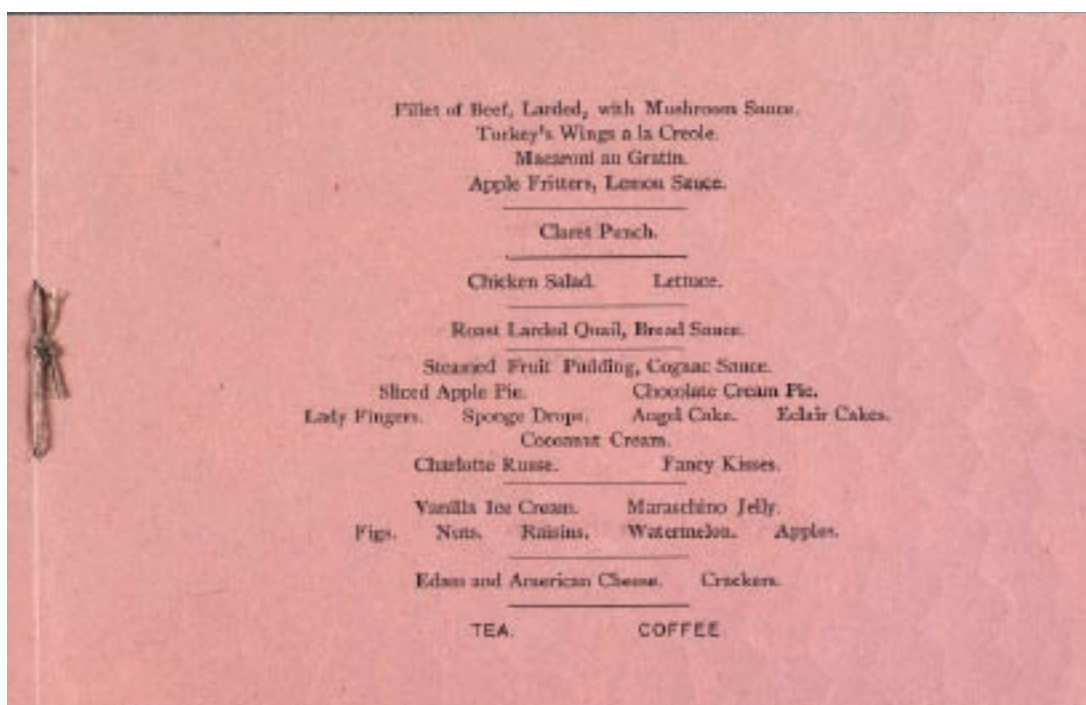 Fillet of Beef, Larded, with Mushroom Sauce.
Turkey's Wings a la Creole.
Macaroni au Gratin.
Apple Fritters, Lemon Sauce.
Claret Punch.
Chicken Salad. Lettuce.
Roast Larded Quail, Bread Sauce.
Steamed Fruit Pudding, Cognac Sauce.
Sliced Apple Pie. Chocolate Cream Pie.
Lady Fingers. Sponge Drops. Angel Cake. Eclair Cakes.
Cocoanut Cream.
Charlotte Russe. Fancy Kisses.
Vanilla Ice Cream. Maraschino Jelly.
Figs. Nuts. Raisins. Watermelon. Apples.
Edam and American Cheese. Crackers.
TEA. COFFEE